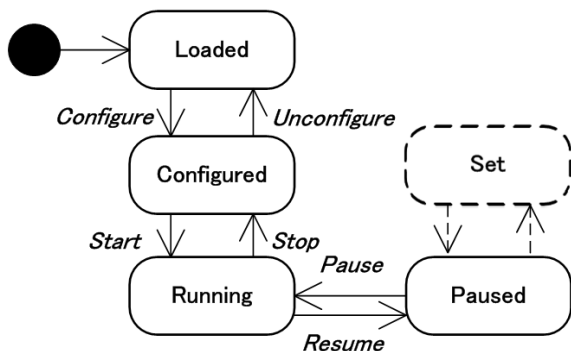 Loaded
Configure
Unconfigure
Configured
Set
Start
Stop
Pause
Running
Paused
Resume